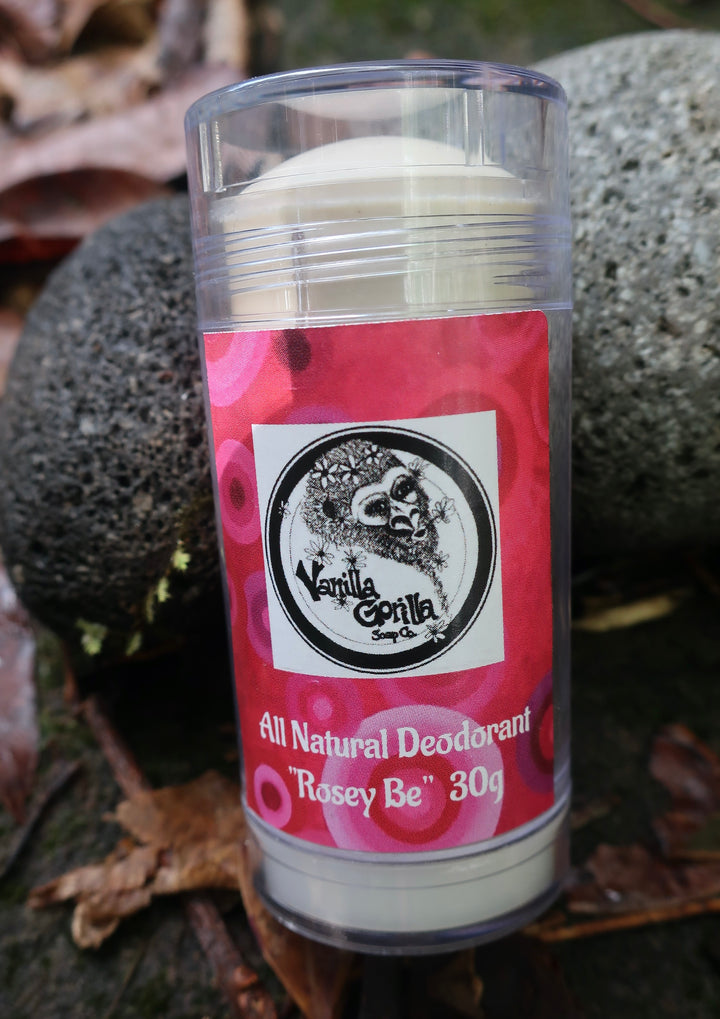 Vanilla
Gorilla
Soap Co.
All Natural Deodorant
"Rosey Be" 30g